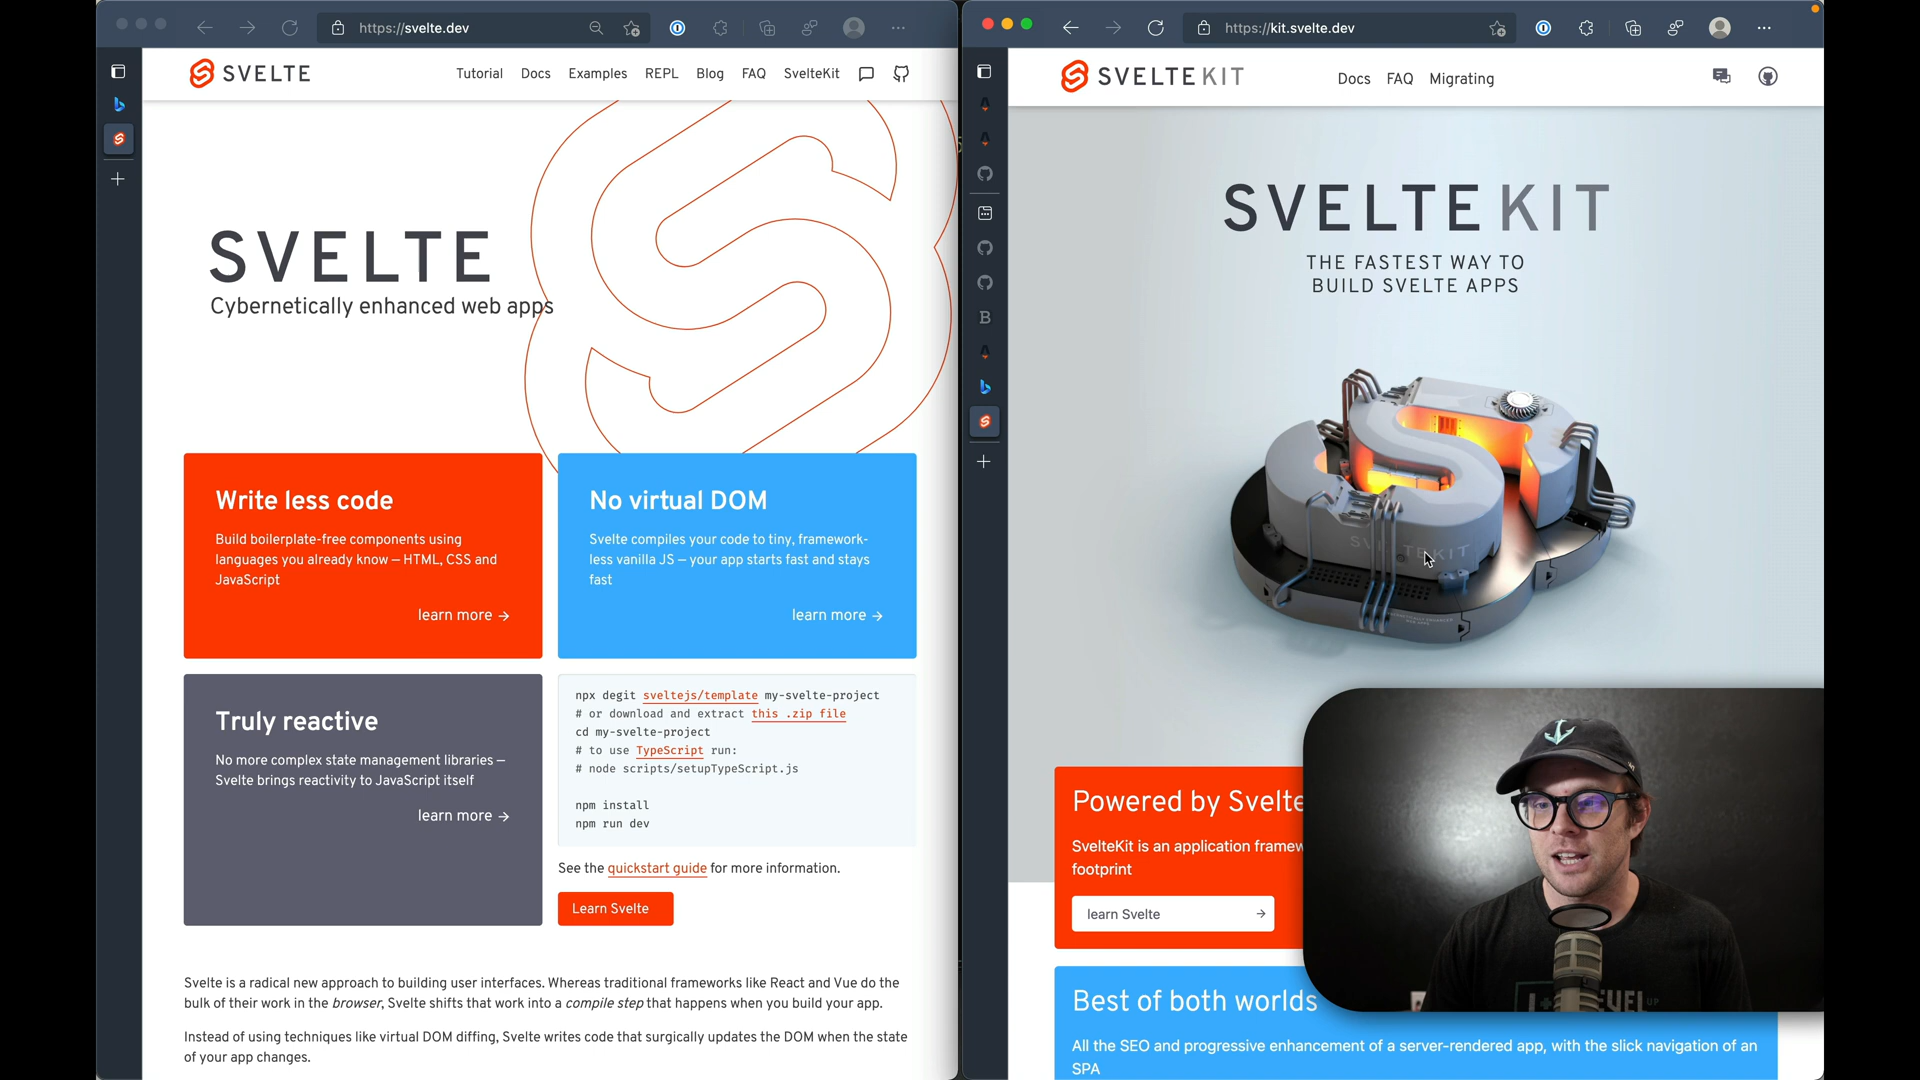 https://svelte.dev
SVELTE
Tutorial
Docs
Examples
REPL
Blog
FAQ
SvelteKit
SVELTE
Cybernetically enhanced web apps
Write less code
Build boilerplate-free components using
languages you already know – HTML, CSS and
JavaScript
learn more →
No virtual DOM
Svelte compiles your code to tiny, framework-
less vanilla JS – your app starts fast and stays
fast
learn more →
Truly reactive
No more complex state management libraries –
Svelte brings reactivity to JavaScript itself
learn more →
npx degit sveltejs/template my-svelte-project
# or download and extract this .zip file
cd my-svelte-project
# to use TypeScript run:
# node scripts/setupTypeScript.js
npm install
npm run dev
See the quickstart guide for more information.
Learn Svelte
Svelte is a radical new approach to building user interfaces. Whereas traditional frameworks like React and Vue do the
bulk of their work in the browser, Svelte shifts that work into a compile step that happens when you build your app.
Instead of using techniques like virtual DOM diffing, Svelte writes code that surgically updates the DOM when the state
of your app changes.
https://kit.svelte.dev
SVELTEKIT
Docs
FAQ
Migrating
SVELTEKIT
THE FASTEST WAY TO
BUILD SVELTE APPS
SVELTEKIT
Powered by Svelte
SvelteKit is an application framew
footprint
learn Svelte →
Best of both worlds
All the SEO and progressive enhancement of a server-rendered app, with the slick navigation of an
SPA